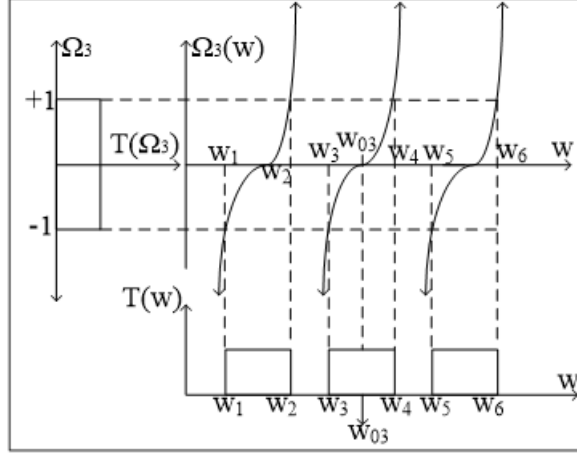 Ω₃ Ω₃(w)
+1
T(Ω₃) w₁ w₂ w₃ w₀₃ w₄ w₅ w₆ w
-1
T(w)
w₁ w₂ w₃ w₄ w₅ w₆ w
w₀₃